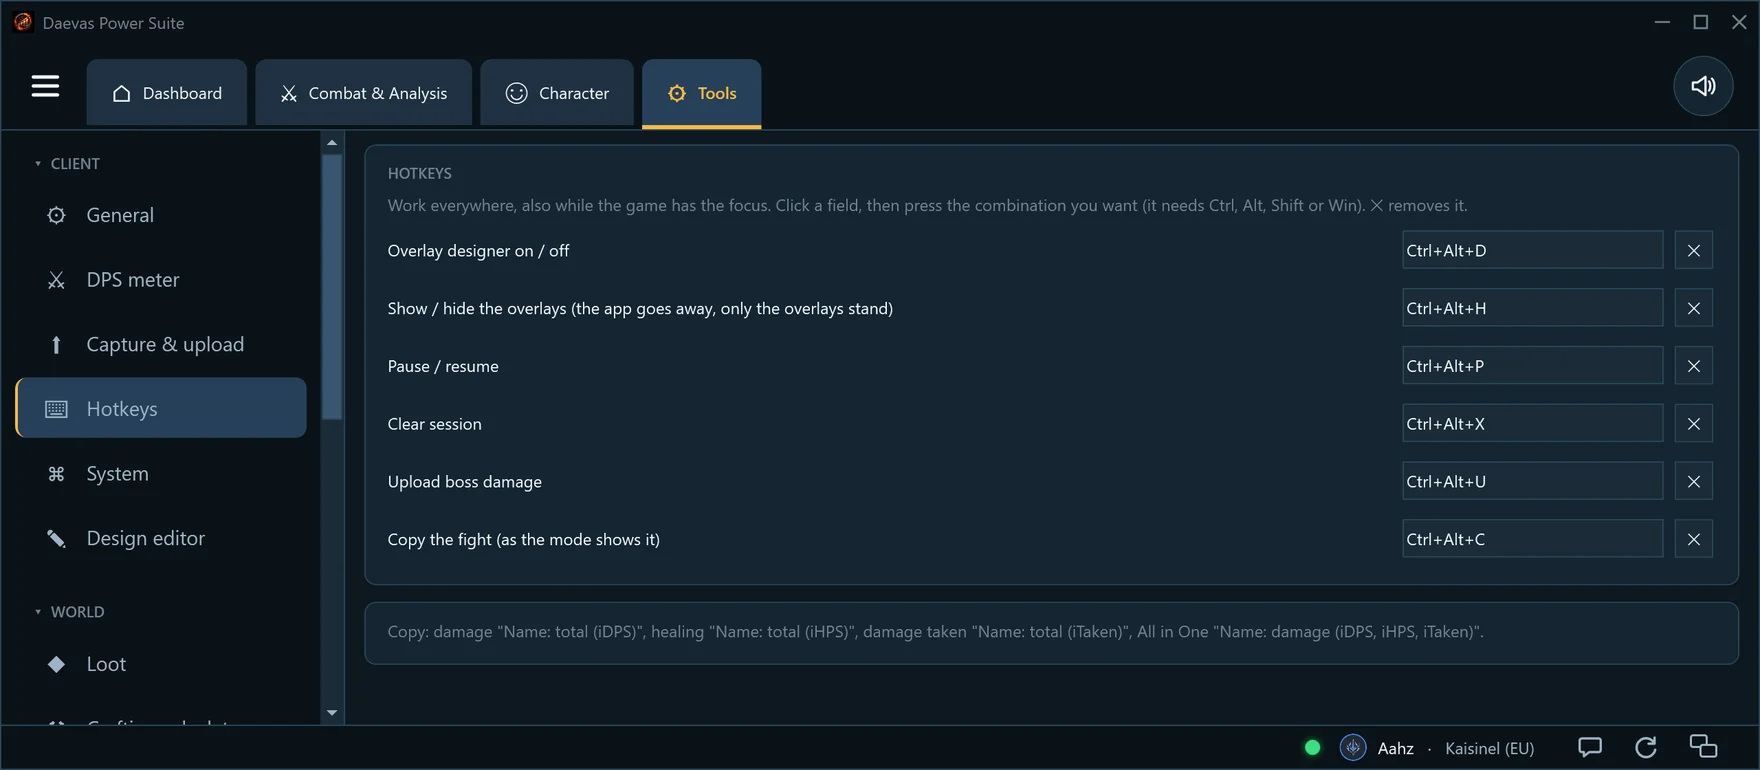 Daevas Power Suite
Dashboard
Combat & Analysis
Character
Tools
CLIENT
General
DPS meter
Capture & upload
Hotkeys
System
Design editor
WORLD
Loot
HOTKEYS
Work everywhere, also while the game has the focus. Click a field, then press the combination you want (it needs Ctrl, Alt, Shift or Win). ✕ removes it.
Overlay designer on / off
Ctrl+Alt+D
Show / hide the overlays (the app goes away, only the overlays stand)
Ctrl+Alt+H
Pause / resume
Ctrl+Alt+P
Clear session
Ctrl+Alt+X
Upload boss damage
Ctrl+Alt+U
Copy the fight (as the mode shows it)
Ctrl+Alt+C
Copy: damage "Name: total (iDPS)", healing "Name: total (iHPS)", damage taken "Name: total (iTaken)", All in One "Name: damage (iDPS, iHPS, iTaken)".
Aahz · Kaisinel (EU)